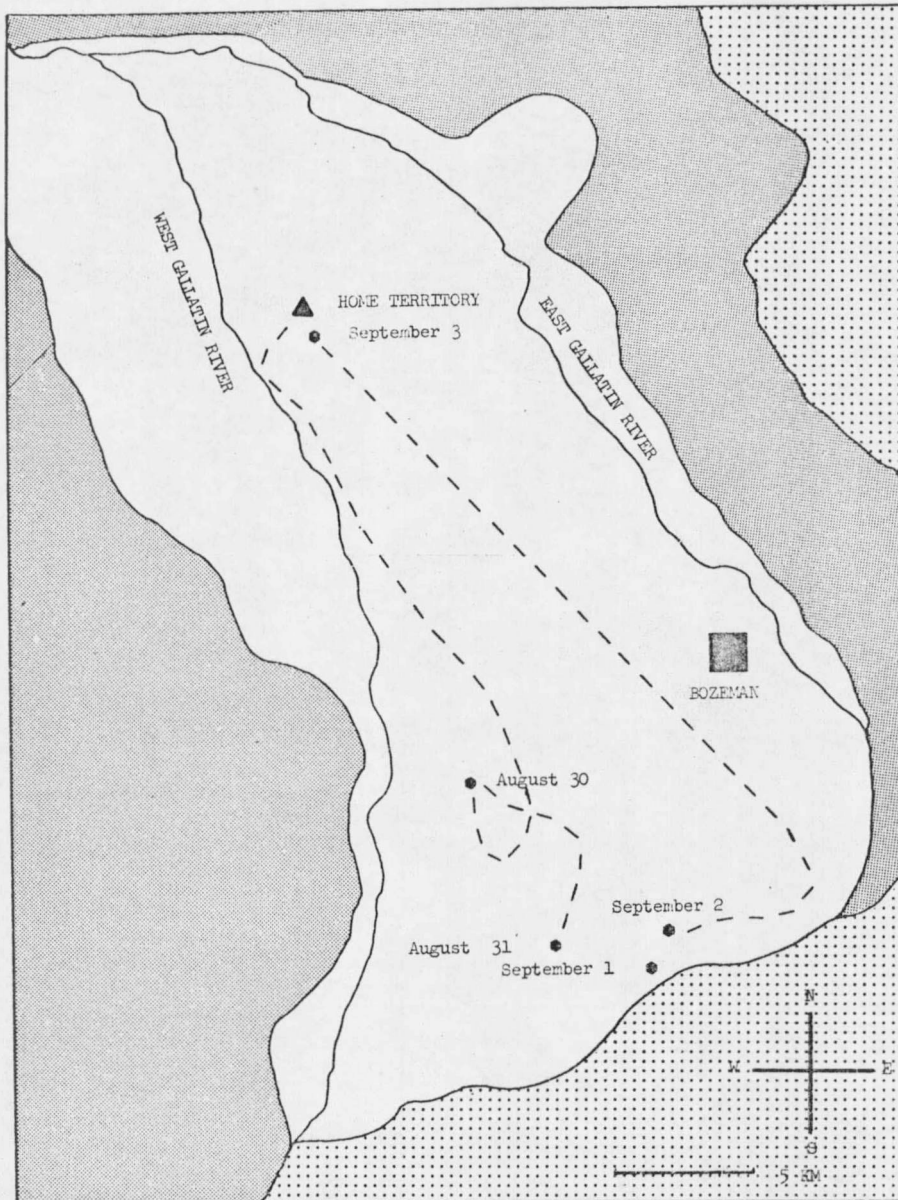 WEST GALLATIN RIVER
HOME TERRITORY
September 3
EAST GALLATIN RIVER
BOZEMAN
August 30
September 2
August 31
September 1
N
W E
S
5 KM